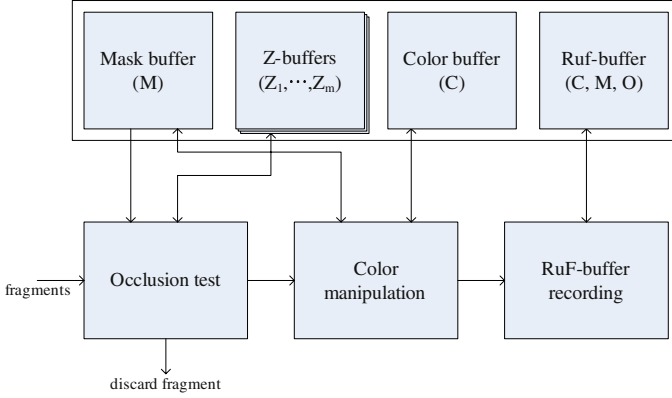 Mask buffer
(M)
Z-buffers
(Z1,⋯,Zm)
Color buffer
(C)
Ruf-buffer
(C, M, O)
fragments
Occlusion test
Color
manipulation
RuF-buffer
recording
discard fragment